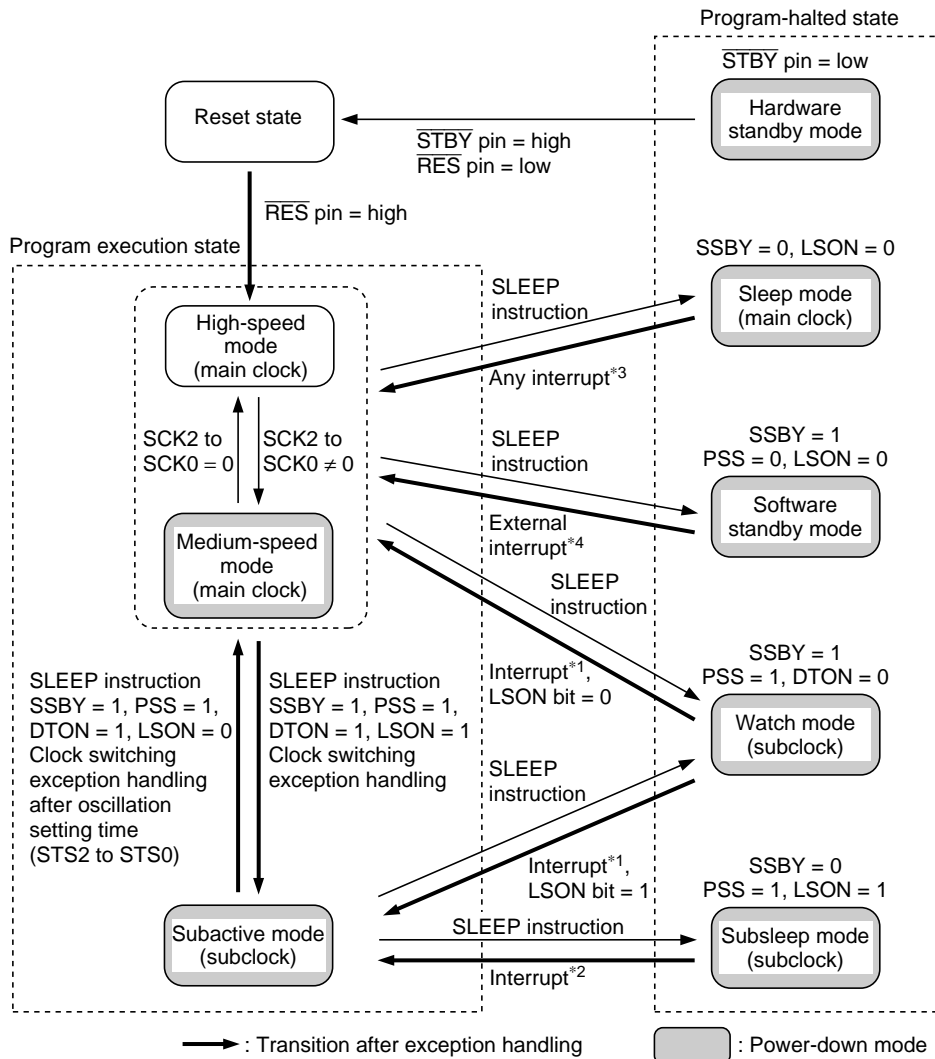 Program-halted state
STBY pin = low
Hardware
standby mode
Reset state
STBY pin = high
RES pin = low
RES pin = high
Program execution state
SSBY = 0, LSON = 0
Sleep mode
(main clock)
SLEEP
instruction
Any interrupt*3
High-speed
mode
(main clock)
SCK2 to
SCK0 = 0
SCK2 to
SCK0 ≠ 0
SLEEP
instruction
External
interrupt*4
SSBY = 1
PSS = 0, LSON = 0
Software
standby mode
Medium-speed
mode
(main clock)
SLEEP
instruction
Interrupt*1,
LSON bit = 0
SSBY = 1
PSS = 1, DTON = 0
Watch mode
(subclock)
SLEEP instruction
SSBY = 1, PSS = 1,
DTON = 1, LSON = 0
Clock switching
exception handling
after oscillation
setting time
(STS2 to STS0)
SLEEP instruction
SSBY = 1, PSS = 1,
DTON = 1, LSON = 1
Clock switching
exception handling
SLEEP
instruction
Interrupt*1,
LSON bit = 1
SSBY = 0
PSS = 1, LSON = 1
Subsleep mode
(subclock)
Subactive mode
(subclock)
SLEEP instruction
Interrupt*2
: Transition after exception handling
: Power-down mode